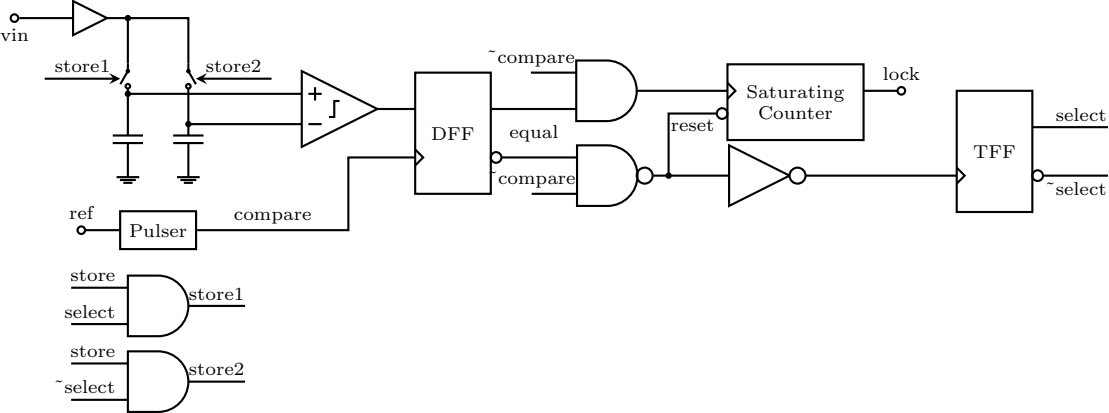 vin
store1
store2
~compare
Saturating
Counter
lock
DFF
equal
reset
select
TFF
~compare
~select
ref
Pulser
compare
store
select
store1
store
~select
store2